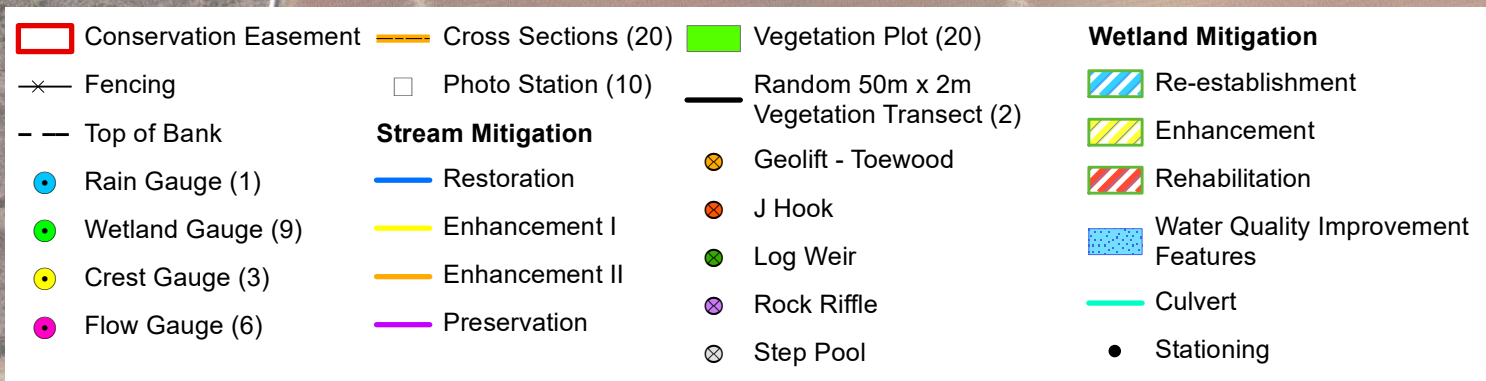 Conservation Easement
Fencing
Top of Bank
Rain Gauge (1)
Wetland Gauge (9)
Crest Gauge (3)
Flow Gauge (6)
Cross Sections (20)
Photo Station (10)
Stream Mitigation
Restoration
Enhancement I
Enhancement II
Preservation
Vegetation Plot (20)
Random 50m x 2m
Vegetation Transect (2)
Geolift - Toewood
J Hook
Log Weir
Rock Riffle
Step Pool
Wetland Mitigation
Re-establishment
Enhancement
Rehabilitation
Water Quality Improvement
Features
Culvert
Stationing